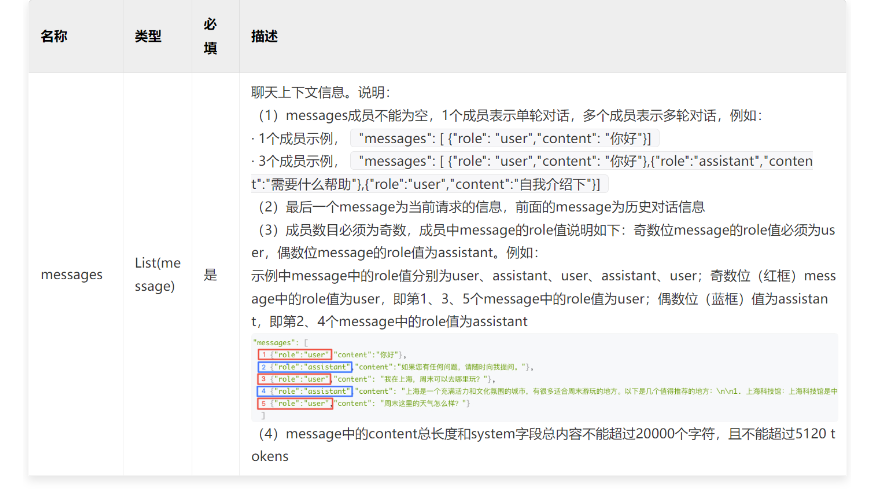 名称 类型 必填 描述
messages List(message) 是
聊天上下文信息。说明：
（1）messages成员不能为空，1个成员表示单轮对话，多个成员表示多轮对话，例如：
· 1个成员示例， "messages": [ {"role": "user","content": "你好"}]
· 3个成员示例， "messages": [ {"role": "user","content": "你好"},{"role":"assistant","conten
t":"需要什么帮助"},{"role":"user","content":"自我介绍下"}]
（2）最后一个message为当前请求的信息，前面的message为历史对话信息
（3）成员数目必须为奇数，成员中message的role值说明如下：奇数位message的role值必须为us
er，偶数位message的role值为assistant。例如：
示例中message中的role值分别为user、assistant、user、assistant、user；奇数位（红框）mess
age中的role值为user，即第1、3、5个message中的role值为user；偶数位（蓝框）值为assistan
t，即第2、4个message中的role值为assistant
"messages": [
1 {"role":"user","content":"你好"},
2 {"role":"assistant","content":"如果您有任何问题，请随时向我提问。"},
3 {"role":"user","content": "我在上海，周末可以去哪里玩？"},
4 {"role":"assistant","content": "上海是一个充满活力和文化氛围的城市，有很多适合周末游玩的地方。以下是几个值得推荐的地方：\n\n1. 上海科技馆：上海科技馆是中
5 {"role":"user","content": "周末这里的天气怎么样？"}
]
（4）message中的content总长度和system字段总内容不能超过20000个字符，且不能超过5120 t
okens